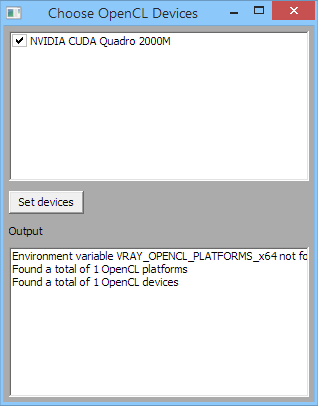 Choose OpenCL Devices
NVIDIA CUDA Quadro 2000M
Set devices
Output
Environment variable VRAY_OPENCL_PLATFORMS_x64 not fo
Found a total of 1 OpenCL platforms
Found a total of 1 OpenCL devices